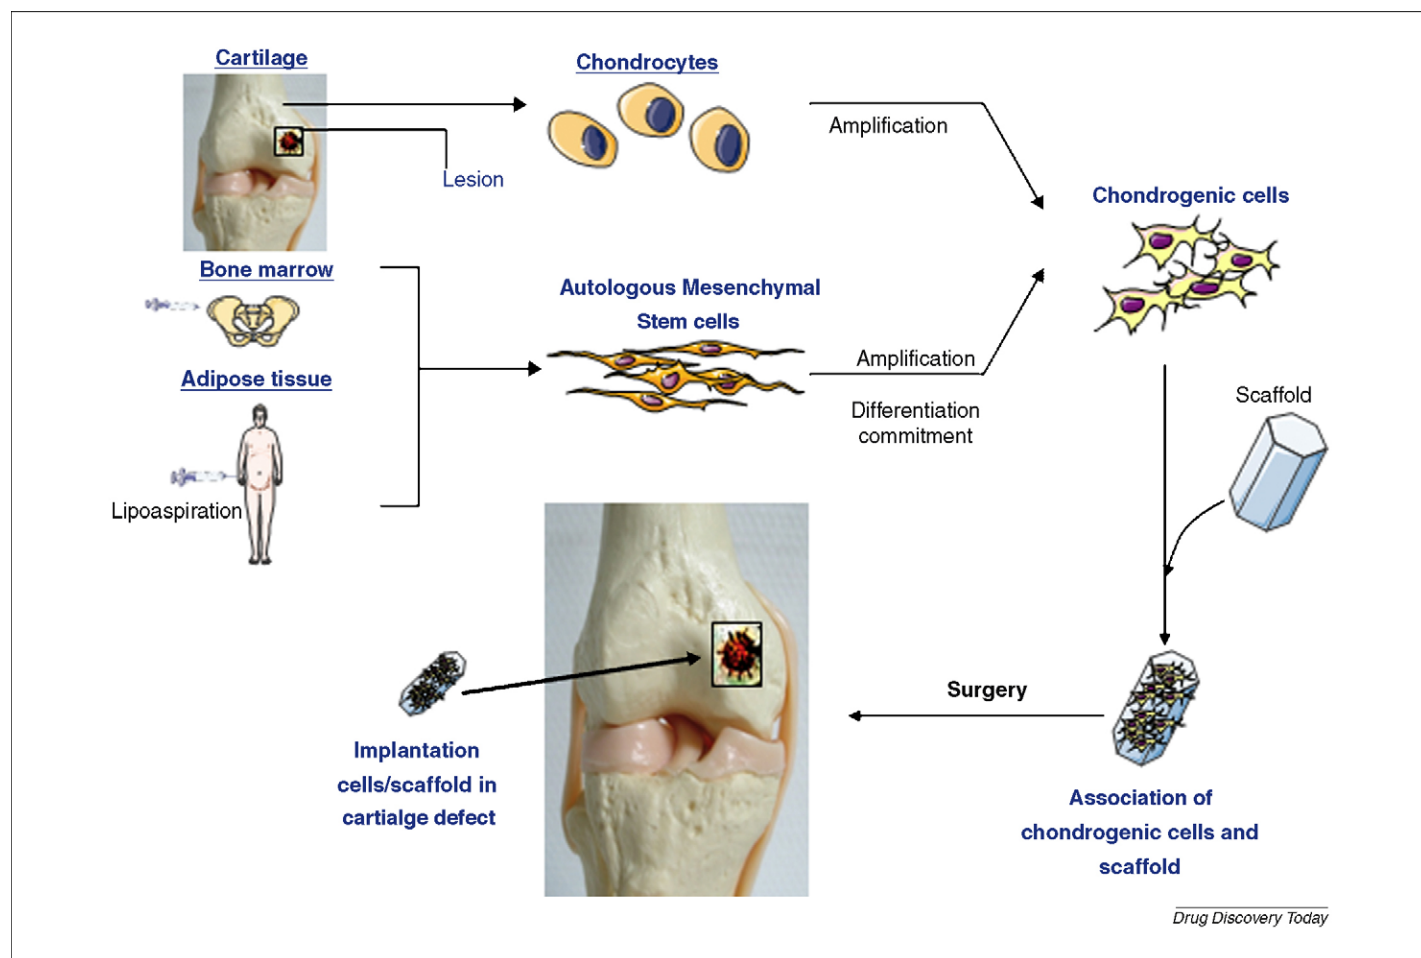 Cartilage
Chondrocytes
Amplification
Lesion
Chondrogenic cells
Bone marrow
Autologous Mesenchymal
Stem cells
Adipose tissue
Amplification
Differentiation
commitment
Scaffold
Lipoaspiration
Surgery
Implantation
cells/scaffold in
cartialge defect
Association of
chondrogenic cells and
scaffold
Drug Discovery Today